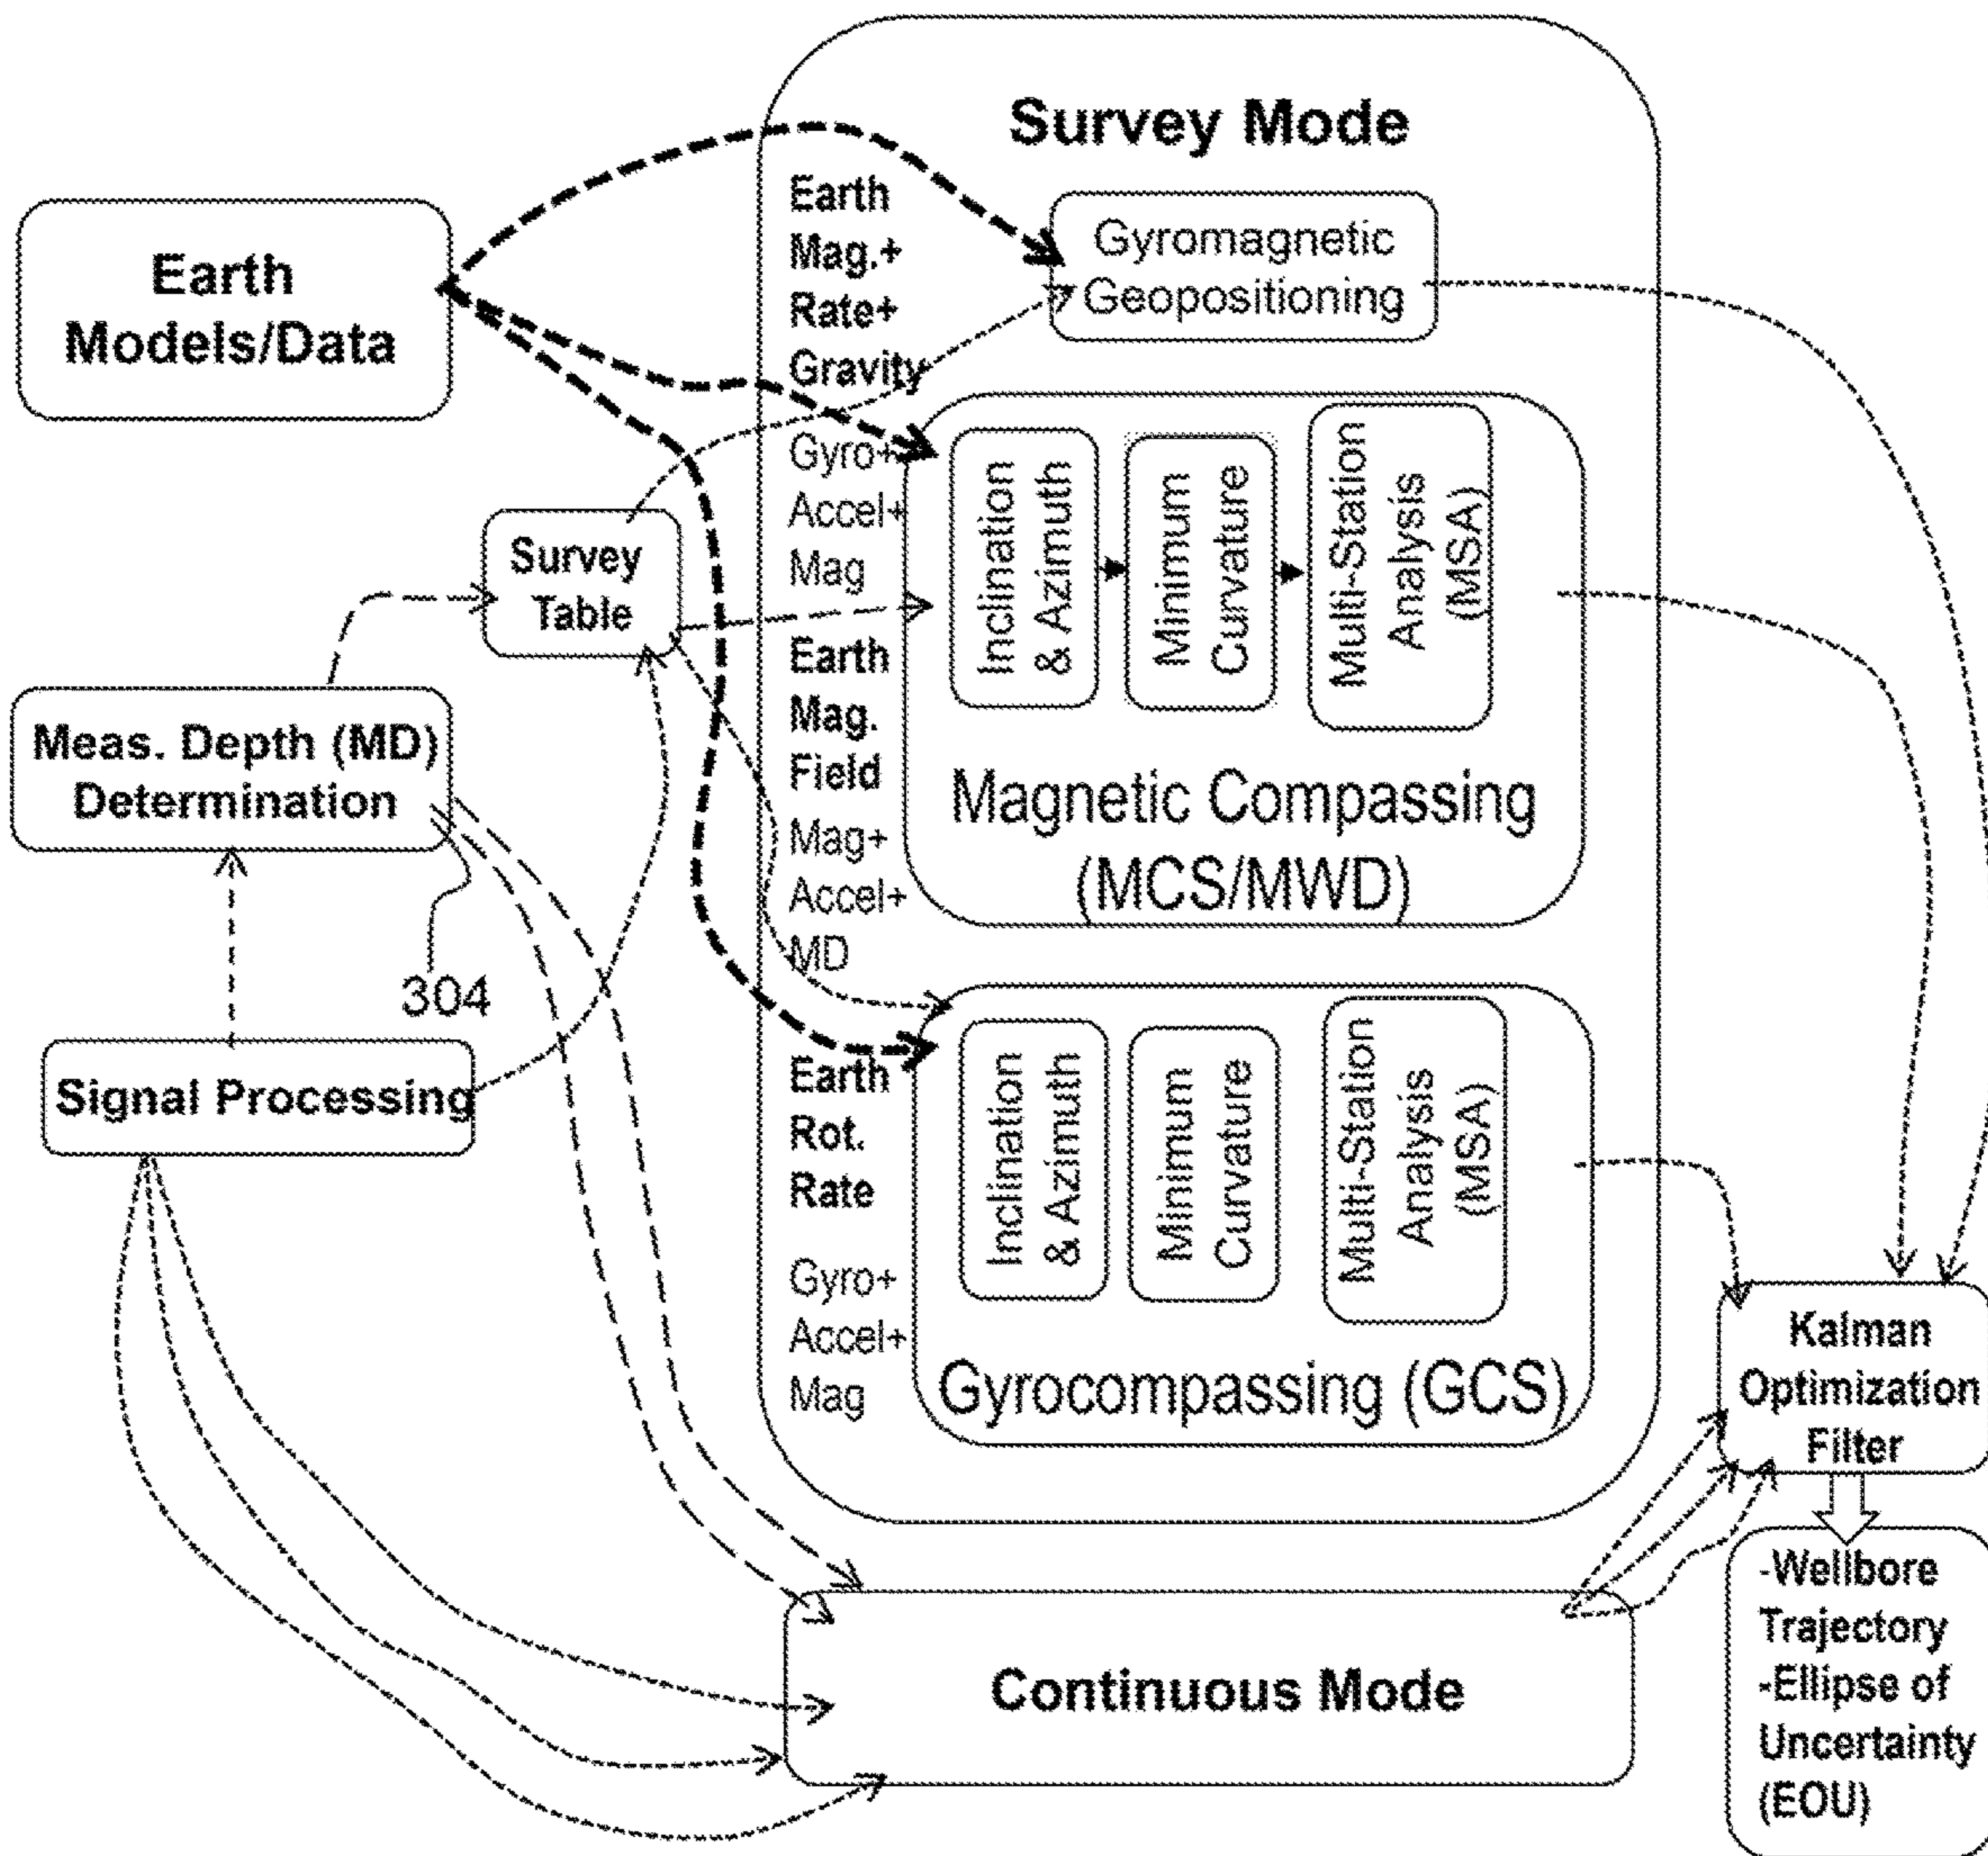 Survey Mode
Earth
Models/Data
Earth
Mag.+
Rate+
Gravity
Gyro+
Accel+
Mag
Gyromagnetic
Geopositioning
Survey
Table
Inclination
& Azimuth
Minimum
Curvature
Multi-Station
Analysis
(MSA)
Earth
Mag.
Field
Mag+
Accel+
MD
Magnetic Compassing
(MCS/MWD)
Meas. Depth (MD)
Determination
304
Signal Processing
Earth
Rot.
Rate
Gyro+
Accel+
Mag
Inclination
& Azimuth
Minimum
Curvature
Multi-Station
Analysis
(MSA)
Gyrocompassing (GCS)
Kalman
Optimization
Filter
Continuous Mode
-Wellbore
Trajectory
-Ellipse of
Uncertainty
(EOU)